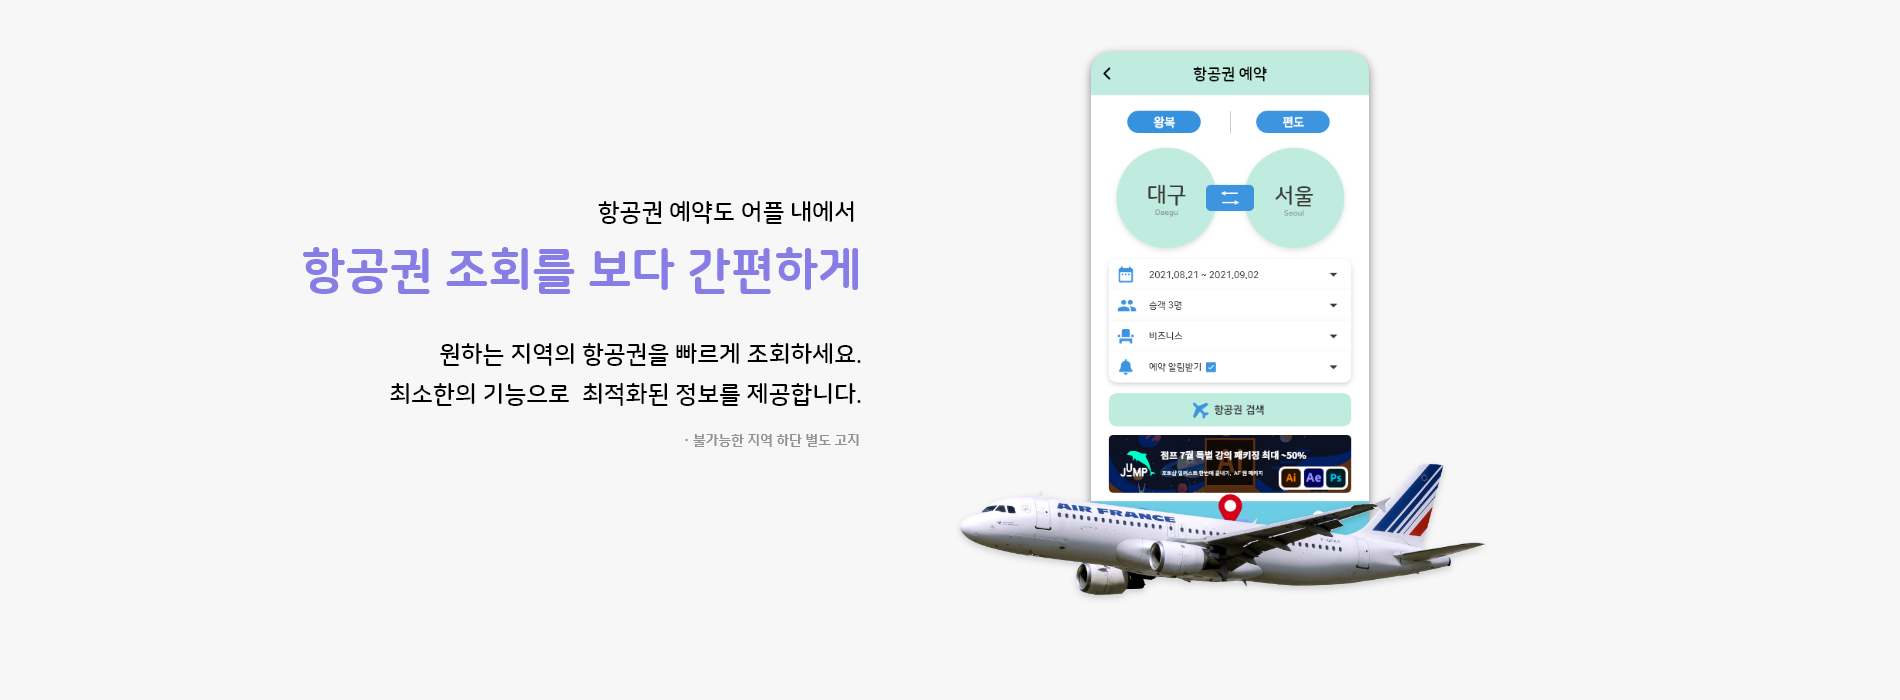 항공권 예약도 어플 내에서
항공권 조회를 보다 간편하게
원하는 지역의 항공권을 빠르게 조회하세요.
최소한의 기능으로  최적화된 정보를 제공합니다.
· 불가능한 지역 하단 별도 고지
항공권 예약
왕복
편도
대구
Daegu
서울
Seoul
2021,08,21 ~ 2021,09,02
승객 3명
비즈니스
예약 알림받기
항공권 검색
점프 7월 특별 강의 패키징 최대 ~50%
JUMP
Ai
Ae
Ps
AIR FRANCE